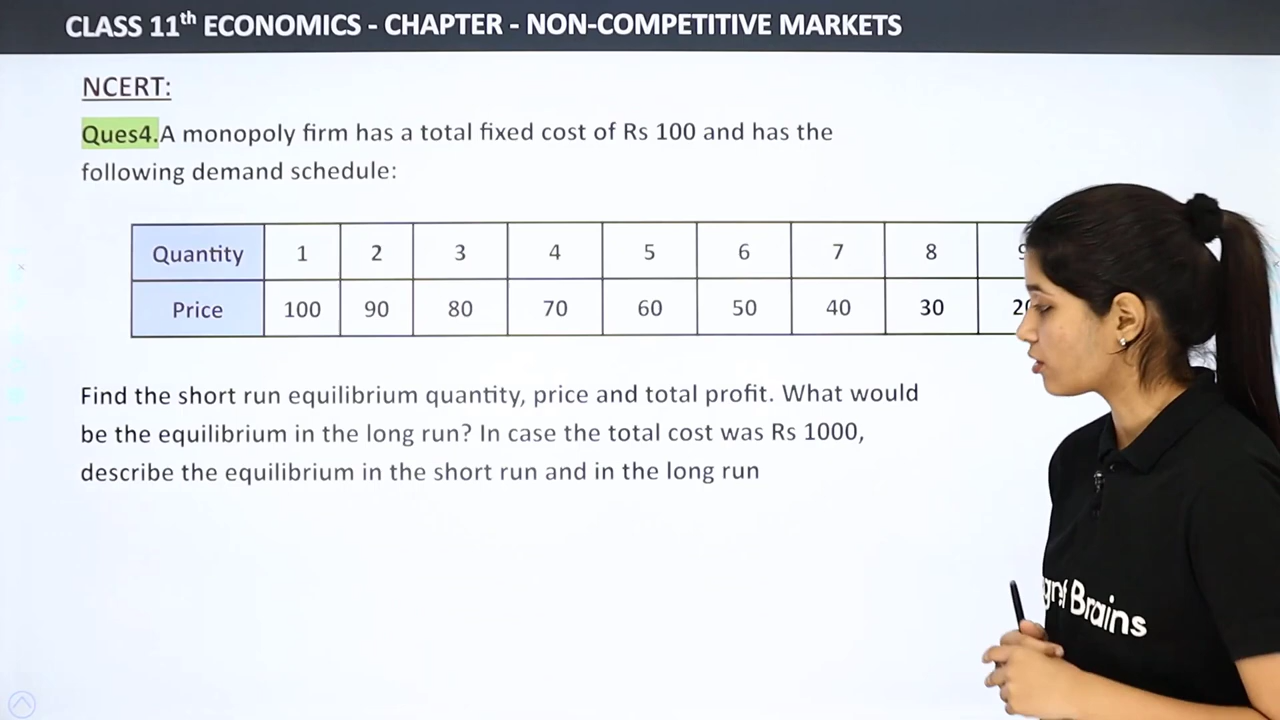 CLASS 11th ECONOMICS - CHAPTER - NON-COMPETITIVE MARKETS
NCERT:
Ques4.A monopoly firm has a total fixed cost of Rs 100 and has the
following demand schedule:
Quantity 1 2 3 4 5 6 7 8
Price 100 90 80 70 60 50 40 30
Find the short run equilibrium quantity, price and total profit. What would
be the equilibrium in the long run? In case the total cost was Rs 1000,
describe the equilibrium in the short run and in the long run
Brains